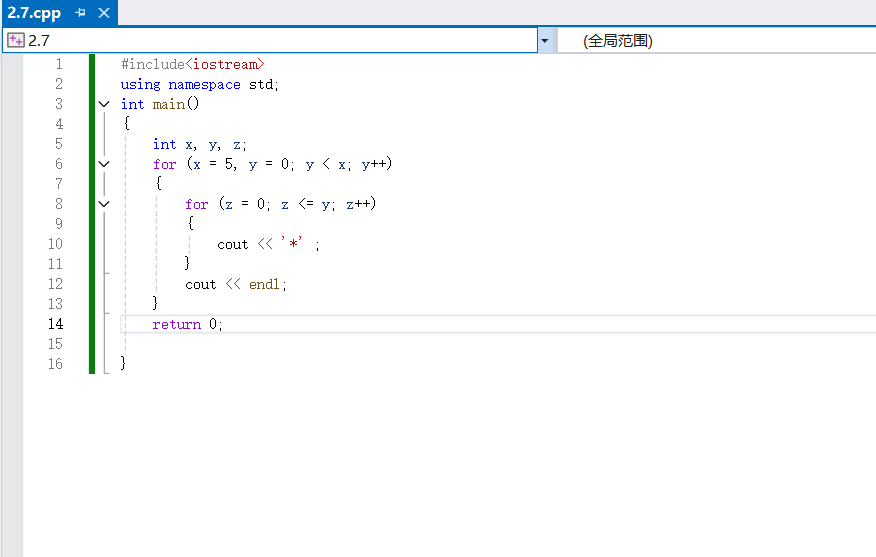 2.7.cpp
2.7 (全局范围)
1 #include<iostream>
2 using namespace std;
3 int main()
4 {
5 int x, y, z;
6 for (x = 5, y = 0; y < x; y++)
7 {
8 for (z = 0; z <= y; z++)
9 {
10 cout << '*' ;
11 }
12 cout << endl;
13 }
14 return 0;
15
16 }